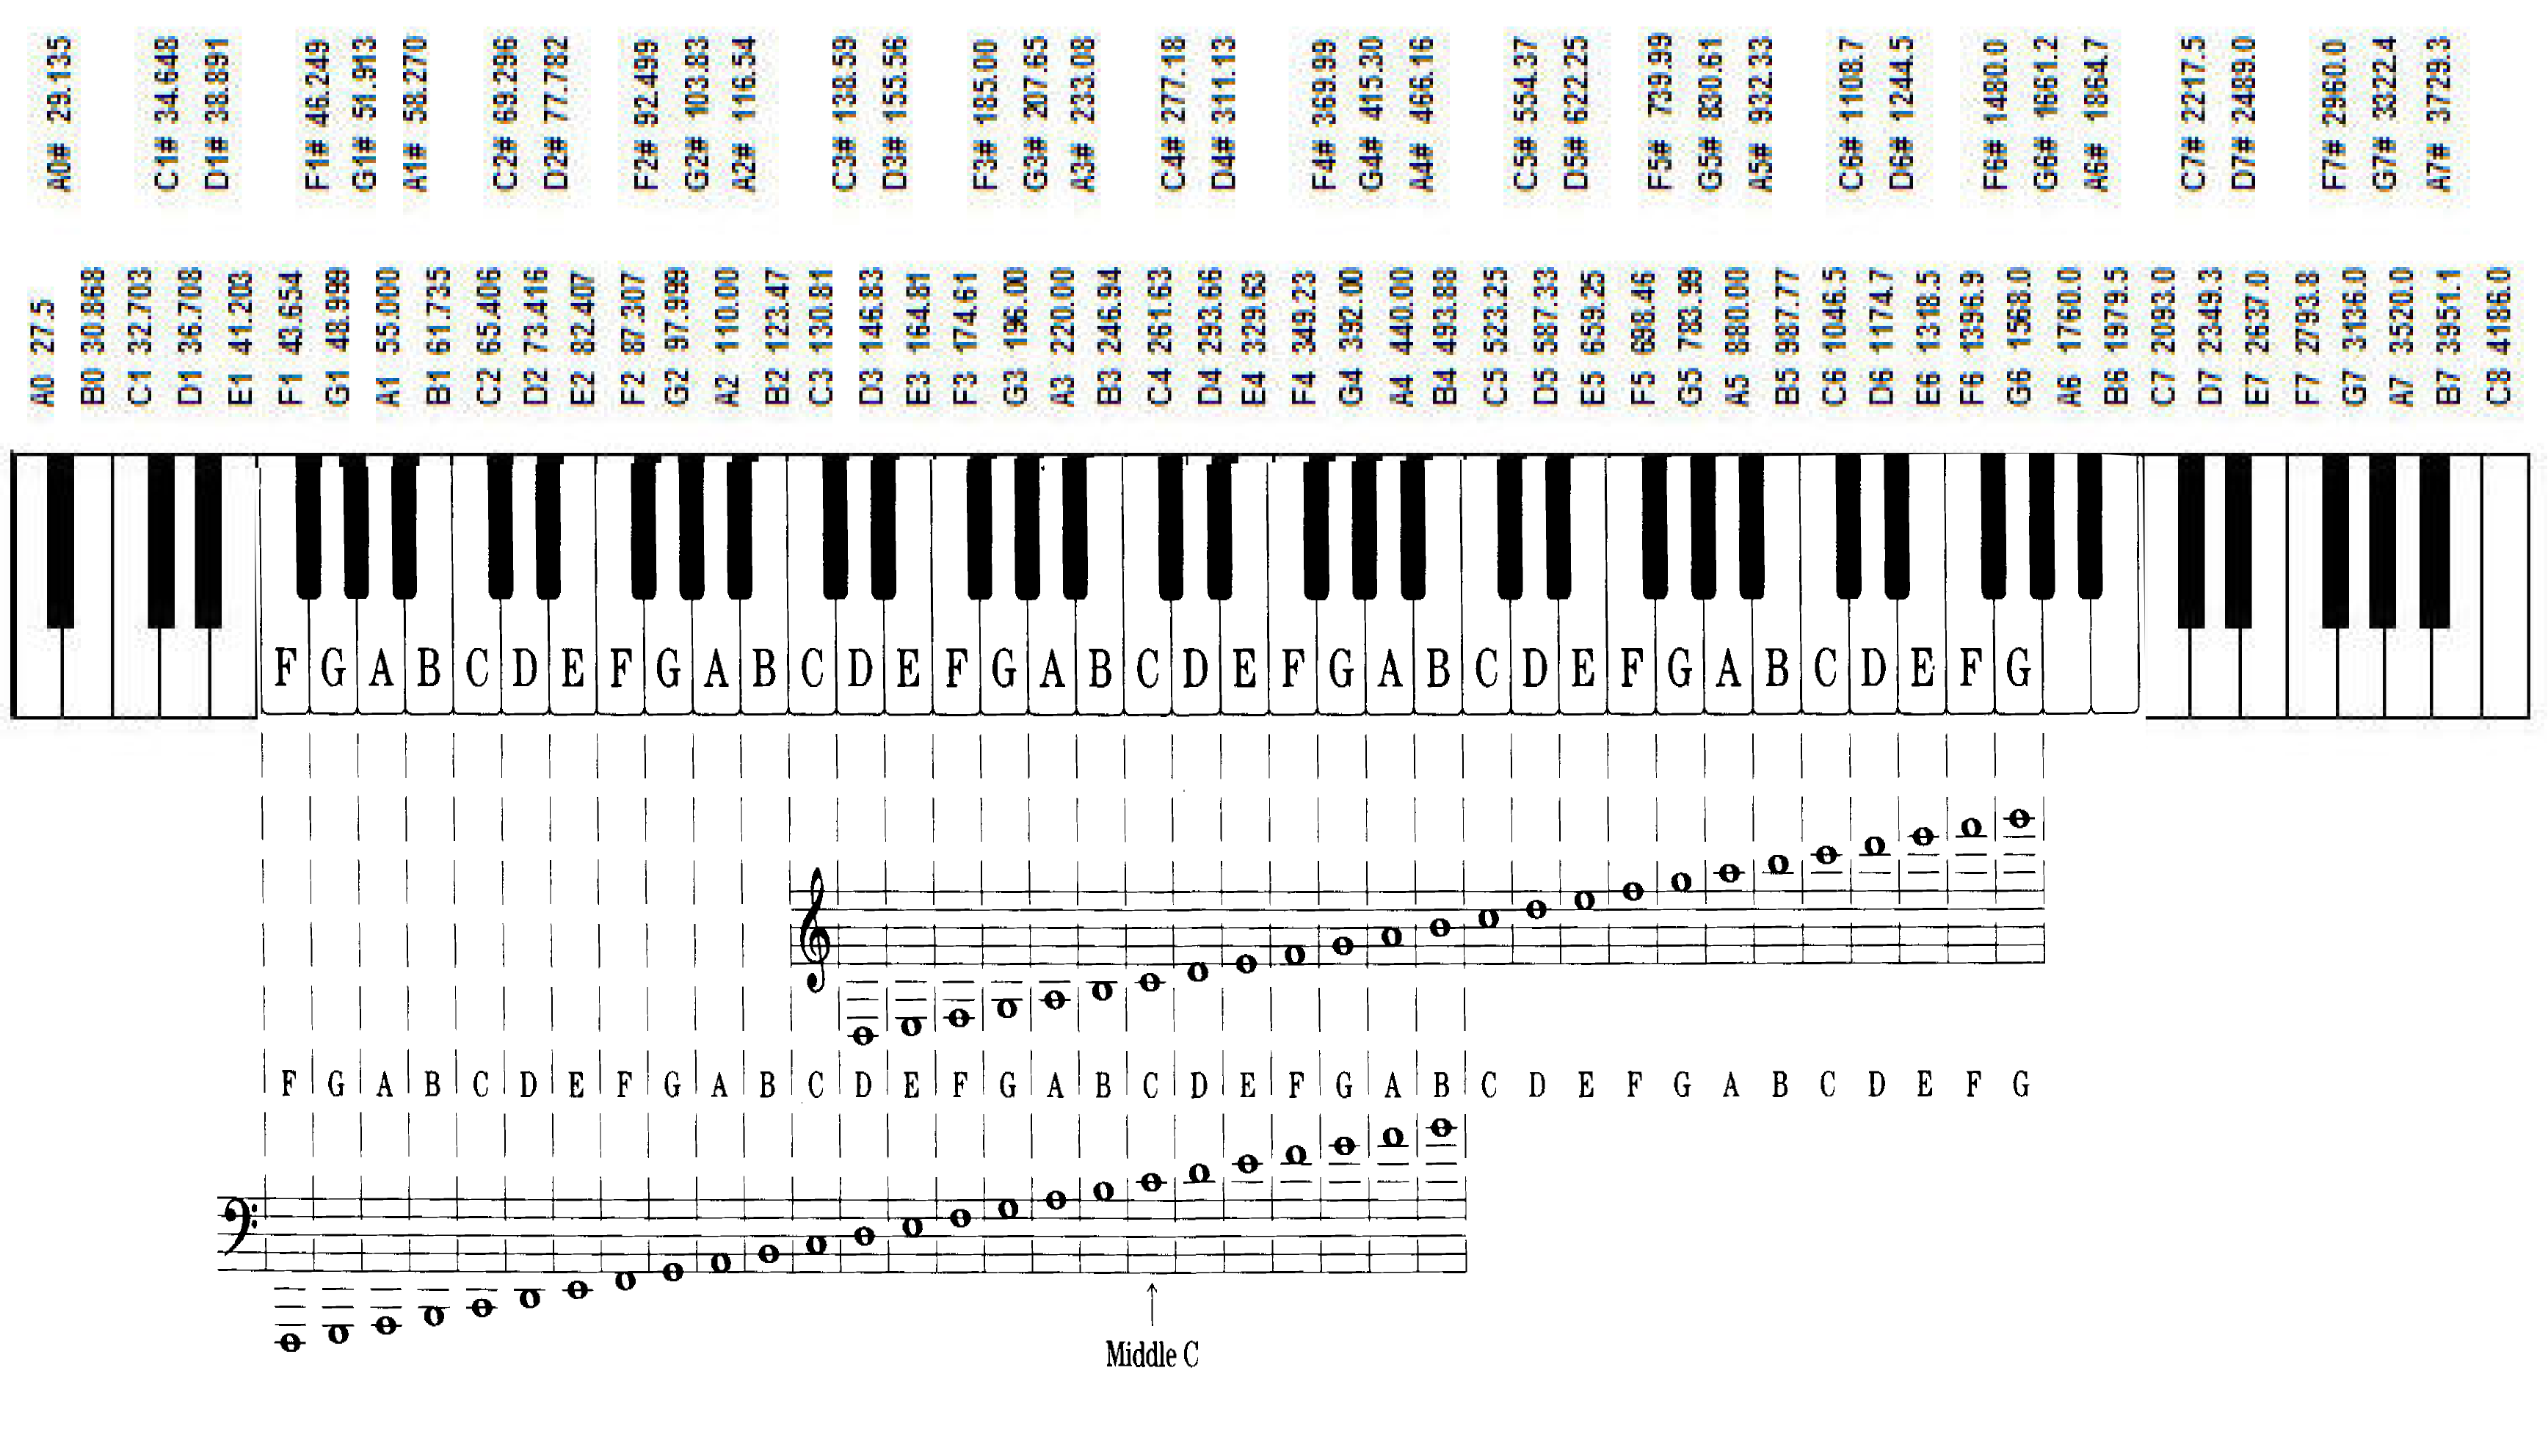 A0# 29.135
C1# 34.648
D1# 38.891
F1# 46.249
G1# 51.913
A1# 58.270
C2# 69.296
D2# 77.782
F2# 92.499
G2# 103.83
A2# 116.54
C3# 138.59
D3# 155.56
F3# 185.00
G3# 207.65
A3# 233.08
C4# 277.18
D4# 311.13
F4# 369.99
G4# 415.30
A4# 466.16
C5# 554.37
D5# 622.25
F5# 739.99
G5# 830.61
A5# 932.33
C6# 1108.7
D6# 1244.5
F6# 1480.0
G6# 1661.2
A6# 1864.7
C7# 2217.5
D7# 2489.0
F7# 2960.0
G7# 3322.4
A7# 3729.3
A0 27.5
B0 30.868
C1 32.703
D1 36.708
E1 41.203
F1 43.654
G1 48.999
A1 55.000
B1 61.735
C2 65.406
D2 73.416
E2 82.407
F2 87.307
G2 97.999
A2 110.00
B2 123.47
C3 130.81
D3 146.83
E3 164.81
F3 174.61
G3 196.00
A3 220.00
B3 246.94
C4 261.63
D4 293.66
E4 329.63
F4 349.23
G4 392.00
A4 440.00
B4 493.88
C5 523.25
D5 587.33
E5 659.25
F5 698.46
G5 783.99
A5 880.00
B5 987.77
C6 1046.5
D6 1174.7
E6 1318.5
F6 1396.9
G6 1568.0
A6 1760.0
B6 1979.5
C7 2093.0
D7 2349.3
E7 2637.0
F7 2793.8
G7 3136.0
A7 3520.0
B7 3951.1
C8 4186.0
F G A B C D E F G A B C D E F G A B C D E F G A B C D E F G A B C D E F G
F G A B C D E F G A B C D E F G A B C D E F G A B C D E F G A B C D E F G
Middle C